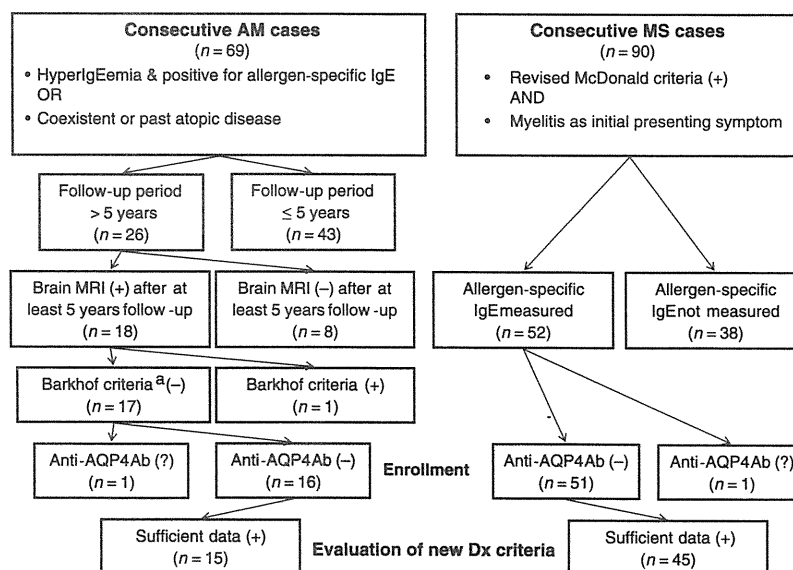 Consecutive AM cases
(n = 69)
• HyperIgEemia & positive for allergen-specific IgE
OR
• Coexistent or past atopic disease
Consecutive MS cases
(n = 90)
• Revised McDonald criteria (+)
AND
• Myelitis as initial presenting symptom
Follow-up period
> 5 years
(n = 26)
Follow-up period
≤ 5 years
(n = 43)
Brain MRI (+) after at
least 5 years follow -up
(n = 18)
Brain MRI (–) after at
least 5 years follow -up
(n = 8)
Allergen-specific
IgEmeasured
(n = 52)
Allergen-specific
IgEnot measured
(n = 38)
Barkhof criteria a (–)
(n = 17)
Barkhof criteria (+)
(n = 1)
Anti-AQP4Ab (?)
(n = 1)
Anti-AQP4Ab (–)
(n = 16)
Enrollment
Anti-AQP4Ab (–)
(n = 51)
Anti-AQP4Ab (?)
(n = 1)
Sufficient data (+)
(n = 15)
Evaluation of new Dx criteria
Sufficient data (+)
(n = 45)